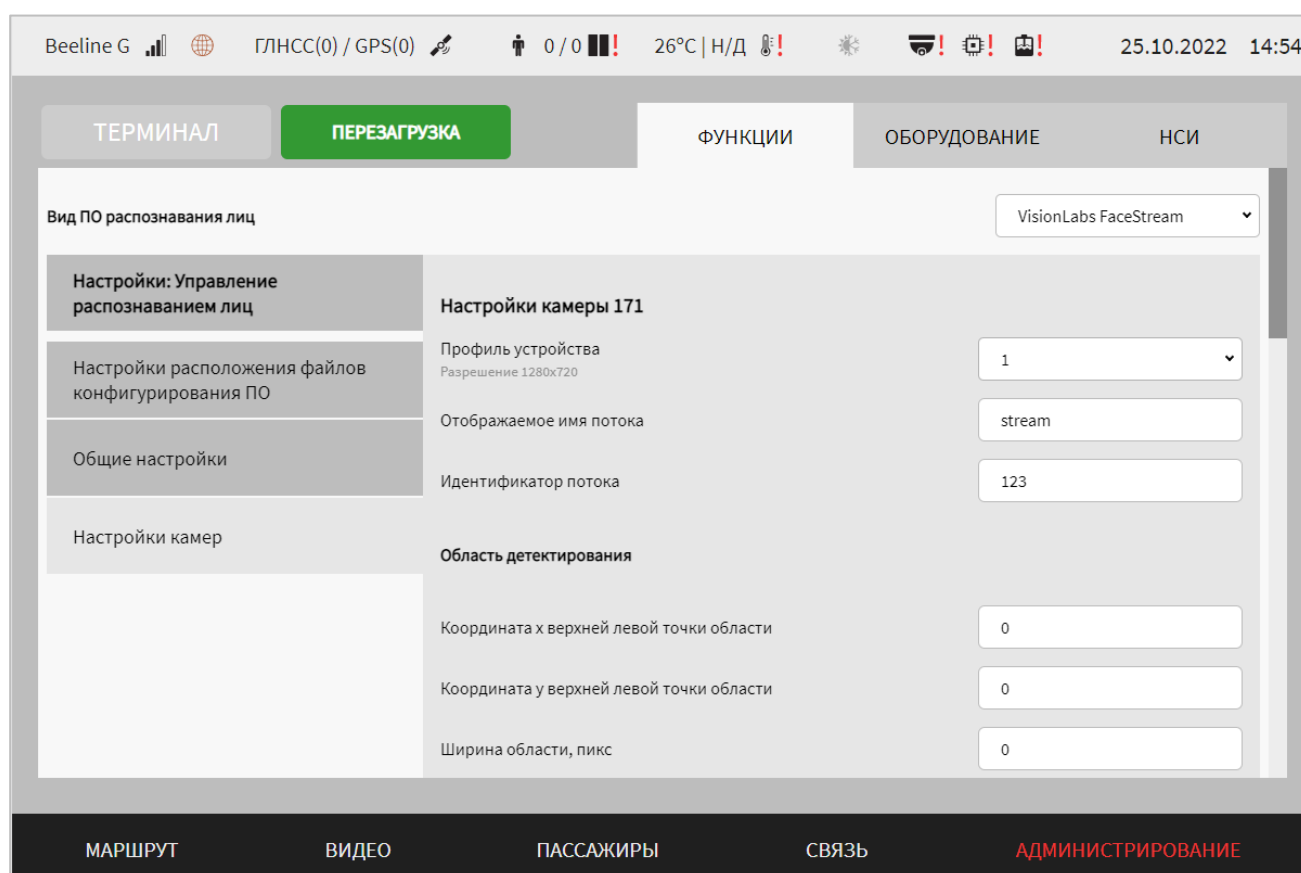 Beeline G ГЛНСС(0) / GPS(0) 0 / 0 ! 26°C | Н/Д ! ! ! ! 25.10.2022 14:54
ТЕРМИНАЛ ПЕРЕЗАГРУЗКА ФУНКЦИИ ОБОРУДОВАНИЕ НСИ
Вид ПО распознавания лиц VisionLabs FaceStream
Настройки: Управление
распознаванием лиц
Настройки расположения файлов
конфигурирования ПО
Общие настройки
Настройки камер
Настройки камеры 171
Профиль устройства 1
Разрешение 1280x720
Отображаемое имя потока stream
Идентификатор потока 123
Область детектирования
Координата x верхней левой точки области 0
Координата y верхней левой точки области 0
Ширина области, пикс 0
МАРШРУТ ВИДЕО ПАССАЖИРЫ СВЯЗЬ АДМИНИСТРИРОВАНИЕ